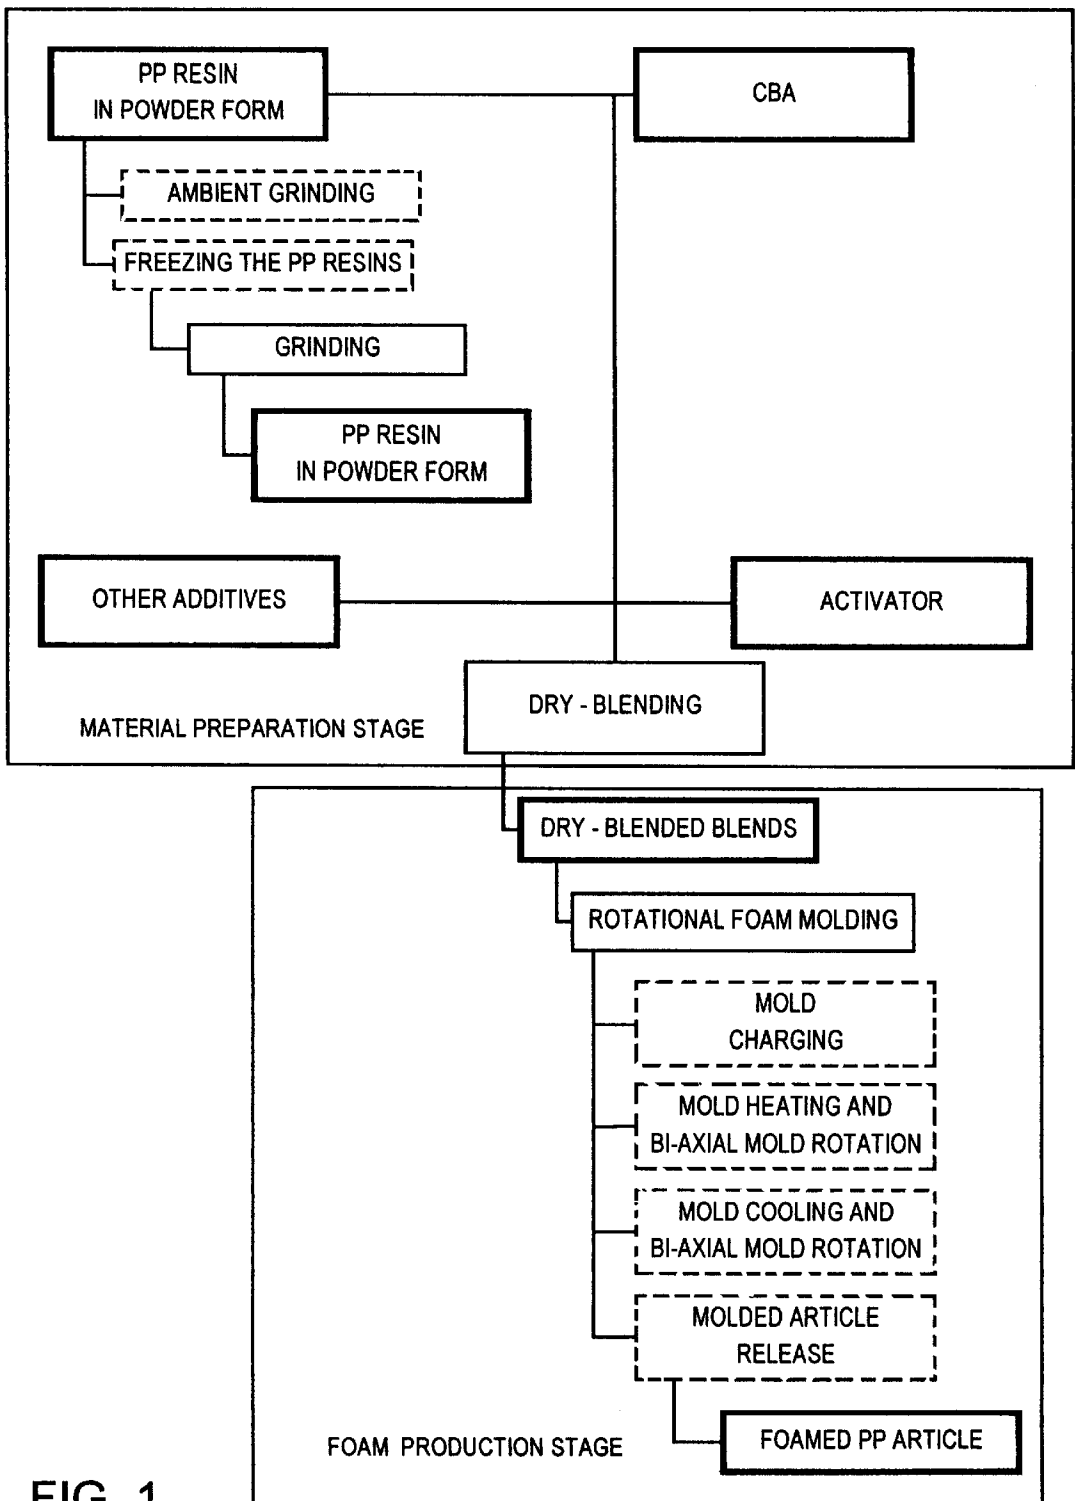 PP RESIN
IN POWDER FORM
CBA
AMBIENT GRINDING
FREEZING THE PP RESINS
GRINDING
PP RESIN
IN POWDER FORM
OTHER ADDITIVES
ACTIVATOR
DRY - BLENDING
MATERIAL PREPARATION STAGE
DRY - BLENDED BLENDS
ROTATIONAL FOAM MOLDING
MOLD
CHARGING
MOLD HEATING AND
BI-AXIAL MOLD ROTATION
MOLD COOLING AND
BI-AXIAL MOLD ROTATION
MOLDED ARTICLE
RELEASE
FOAMED PP ARTICLE
FOAM PRODUCTION STAGE
FIG. 1